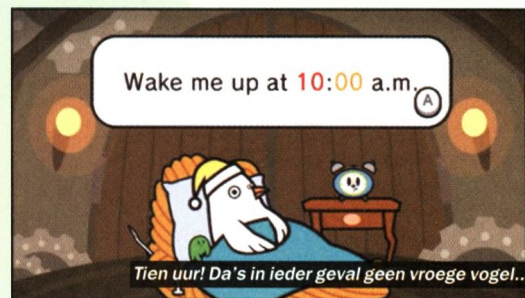 Wake me up at 10:00 a.m.
A
Tien uur! Da's in ieder geval geen vroege vogel..